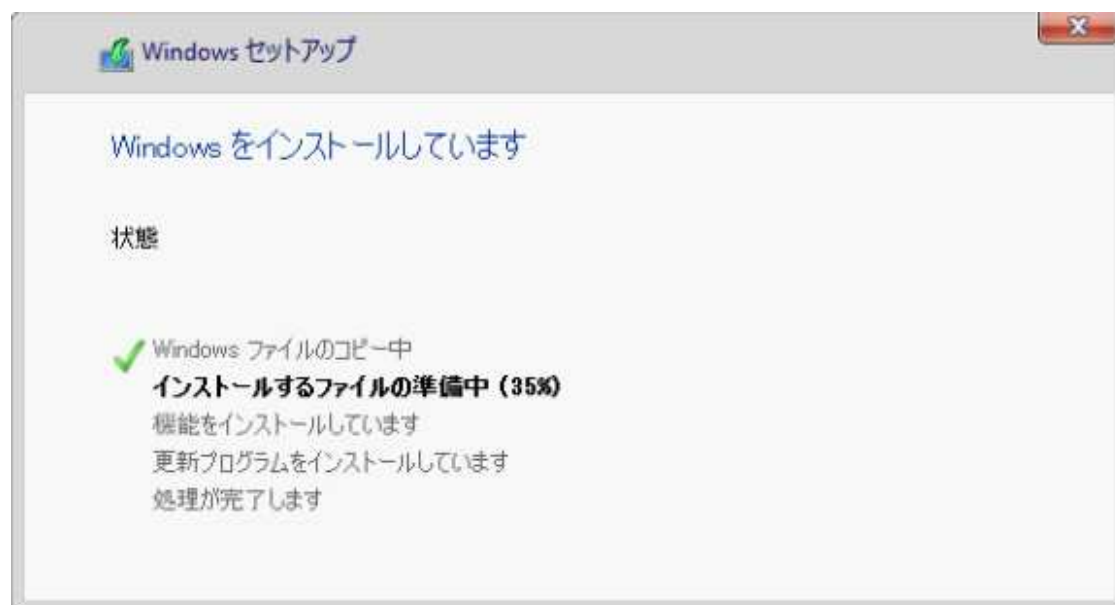 Windows セットアップ
Windows をインストールしています
状態
Windows ファイルのコピー中
インストールするファイルの準備中 (35%)
機能をインストールしています
更新プログラムをインストールしています
処理が完了します